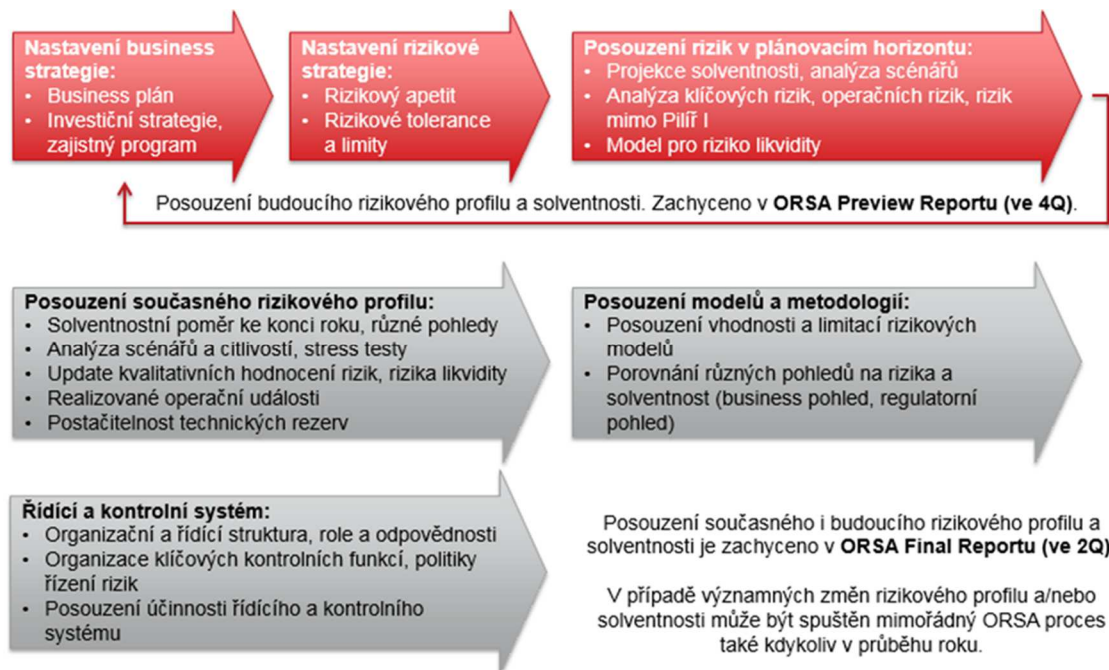 Nastavení business
strategie:
• Business plán
• Investiční strategie,
zajistný program
Nastavení rizikové
strategie:
• Rizikový apetit
• Rizikové tolerance
a limity
Posouzení rizik v plánovacím horizontu:
• Projekce solventnosti, analýza scénářů
• Analýza klíčových rizik, operačních rizik, rizik
mimo Pilíř I
• Model pro riziko likvidity
Posouzení budoucího rizikového profilu a solventnosti. Zachyceno v ORSA Preview Reportu (ve 4Q).
Posouzení současného rizikového profilu:
• Solventnostní poměr ke konci roku, různé pohledy
• Analýza scénářů a citlivostí, stress testy
• Update kvalitativních hodnocení rizik, rizika likvidity
• Realizované operační události
• Postačitelnost technických rezerv
Posouzení modelů a metodologií:
• Posouzení vhodnosti a limitací rizikových
modelů
• Porovnání různých pohledů na rizika a
solventnost (business pohled, regulatorní
pohled)
Řídící a kontrolní systém:
• Organizační a řídící struktura, role a odpovědnosti
• Organizace klíčových kontrolních funkcí, politiky
řízení rizik
• Posouzení účinnosti řídícího a kontrolního
systému
Posouzení současného i budoucího rizikového profilu a
solventnosti je zachyceno v ORSA Final Reportu (ve 2Q)
V případě významných změn rizikového profilu a/nebo
solventnosti může být spuštěn mimořádný ORSA proces
také kdykoliv v průběhu roku.